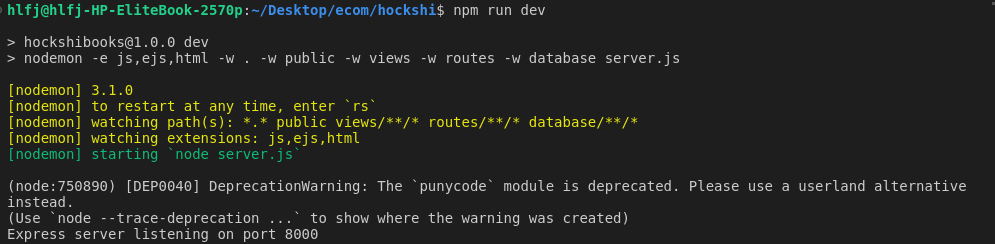 hlfj@hlfj-HP-EliteBook-2570p:~/Desktop/ecom/hockshi$ npm run dev
> hockshibooks@1.0.0 dev
> nodemon -e js,ejs,html -w . -w public -w views -w routes -w database server.js
[nodemon] 3.1.0
[nodemon] to restart at any time, enter `rs`
[nodemon] watching path(s): *.* public views/**/* routes/**/* database/**/*
[nodemon] watching extensions: js,ejs,html
[nodemon] starting `node server.js`
(node:750890) [DEP0040] DeprecationWarning: The `punycode` module is deprecated. Please use a userland alternative
instead.
(Use `node --trace-deprecation ...` to show where the warning was created)
Express server listening on port 8000